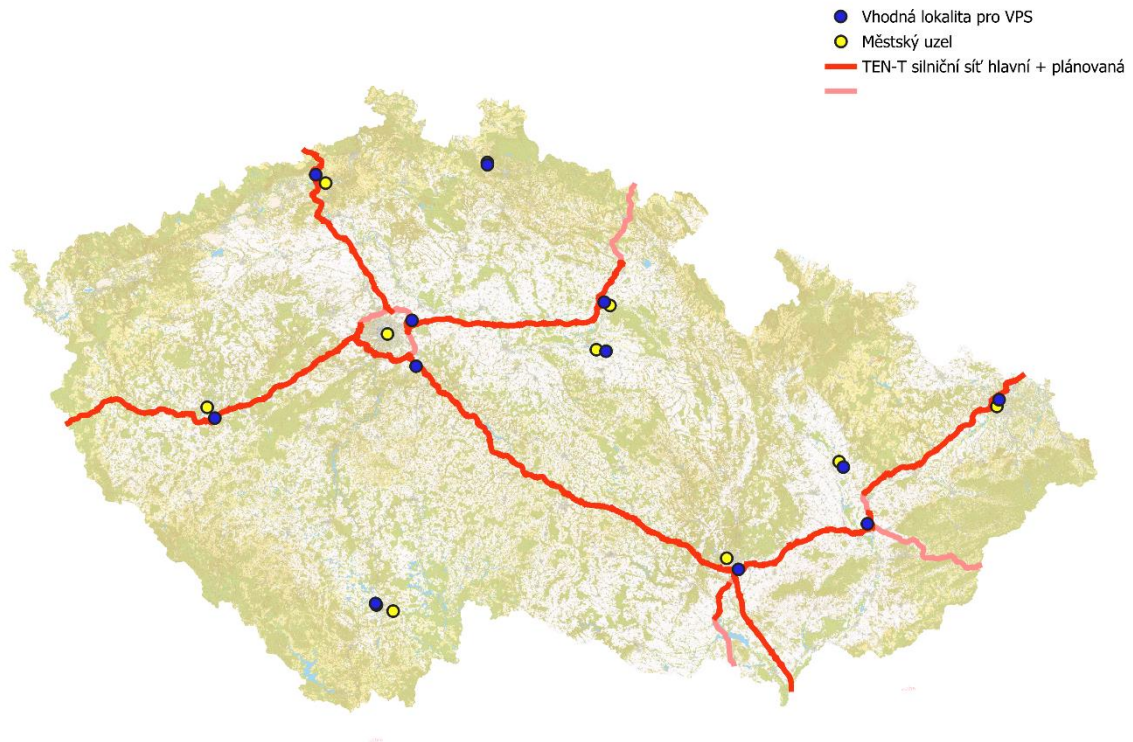 Vhodná lokalita pro VPS
Městský uzel
TEN-T silniční síť hlavní + plánovaná